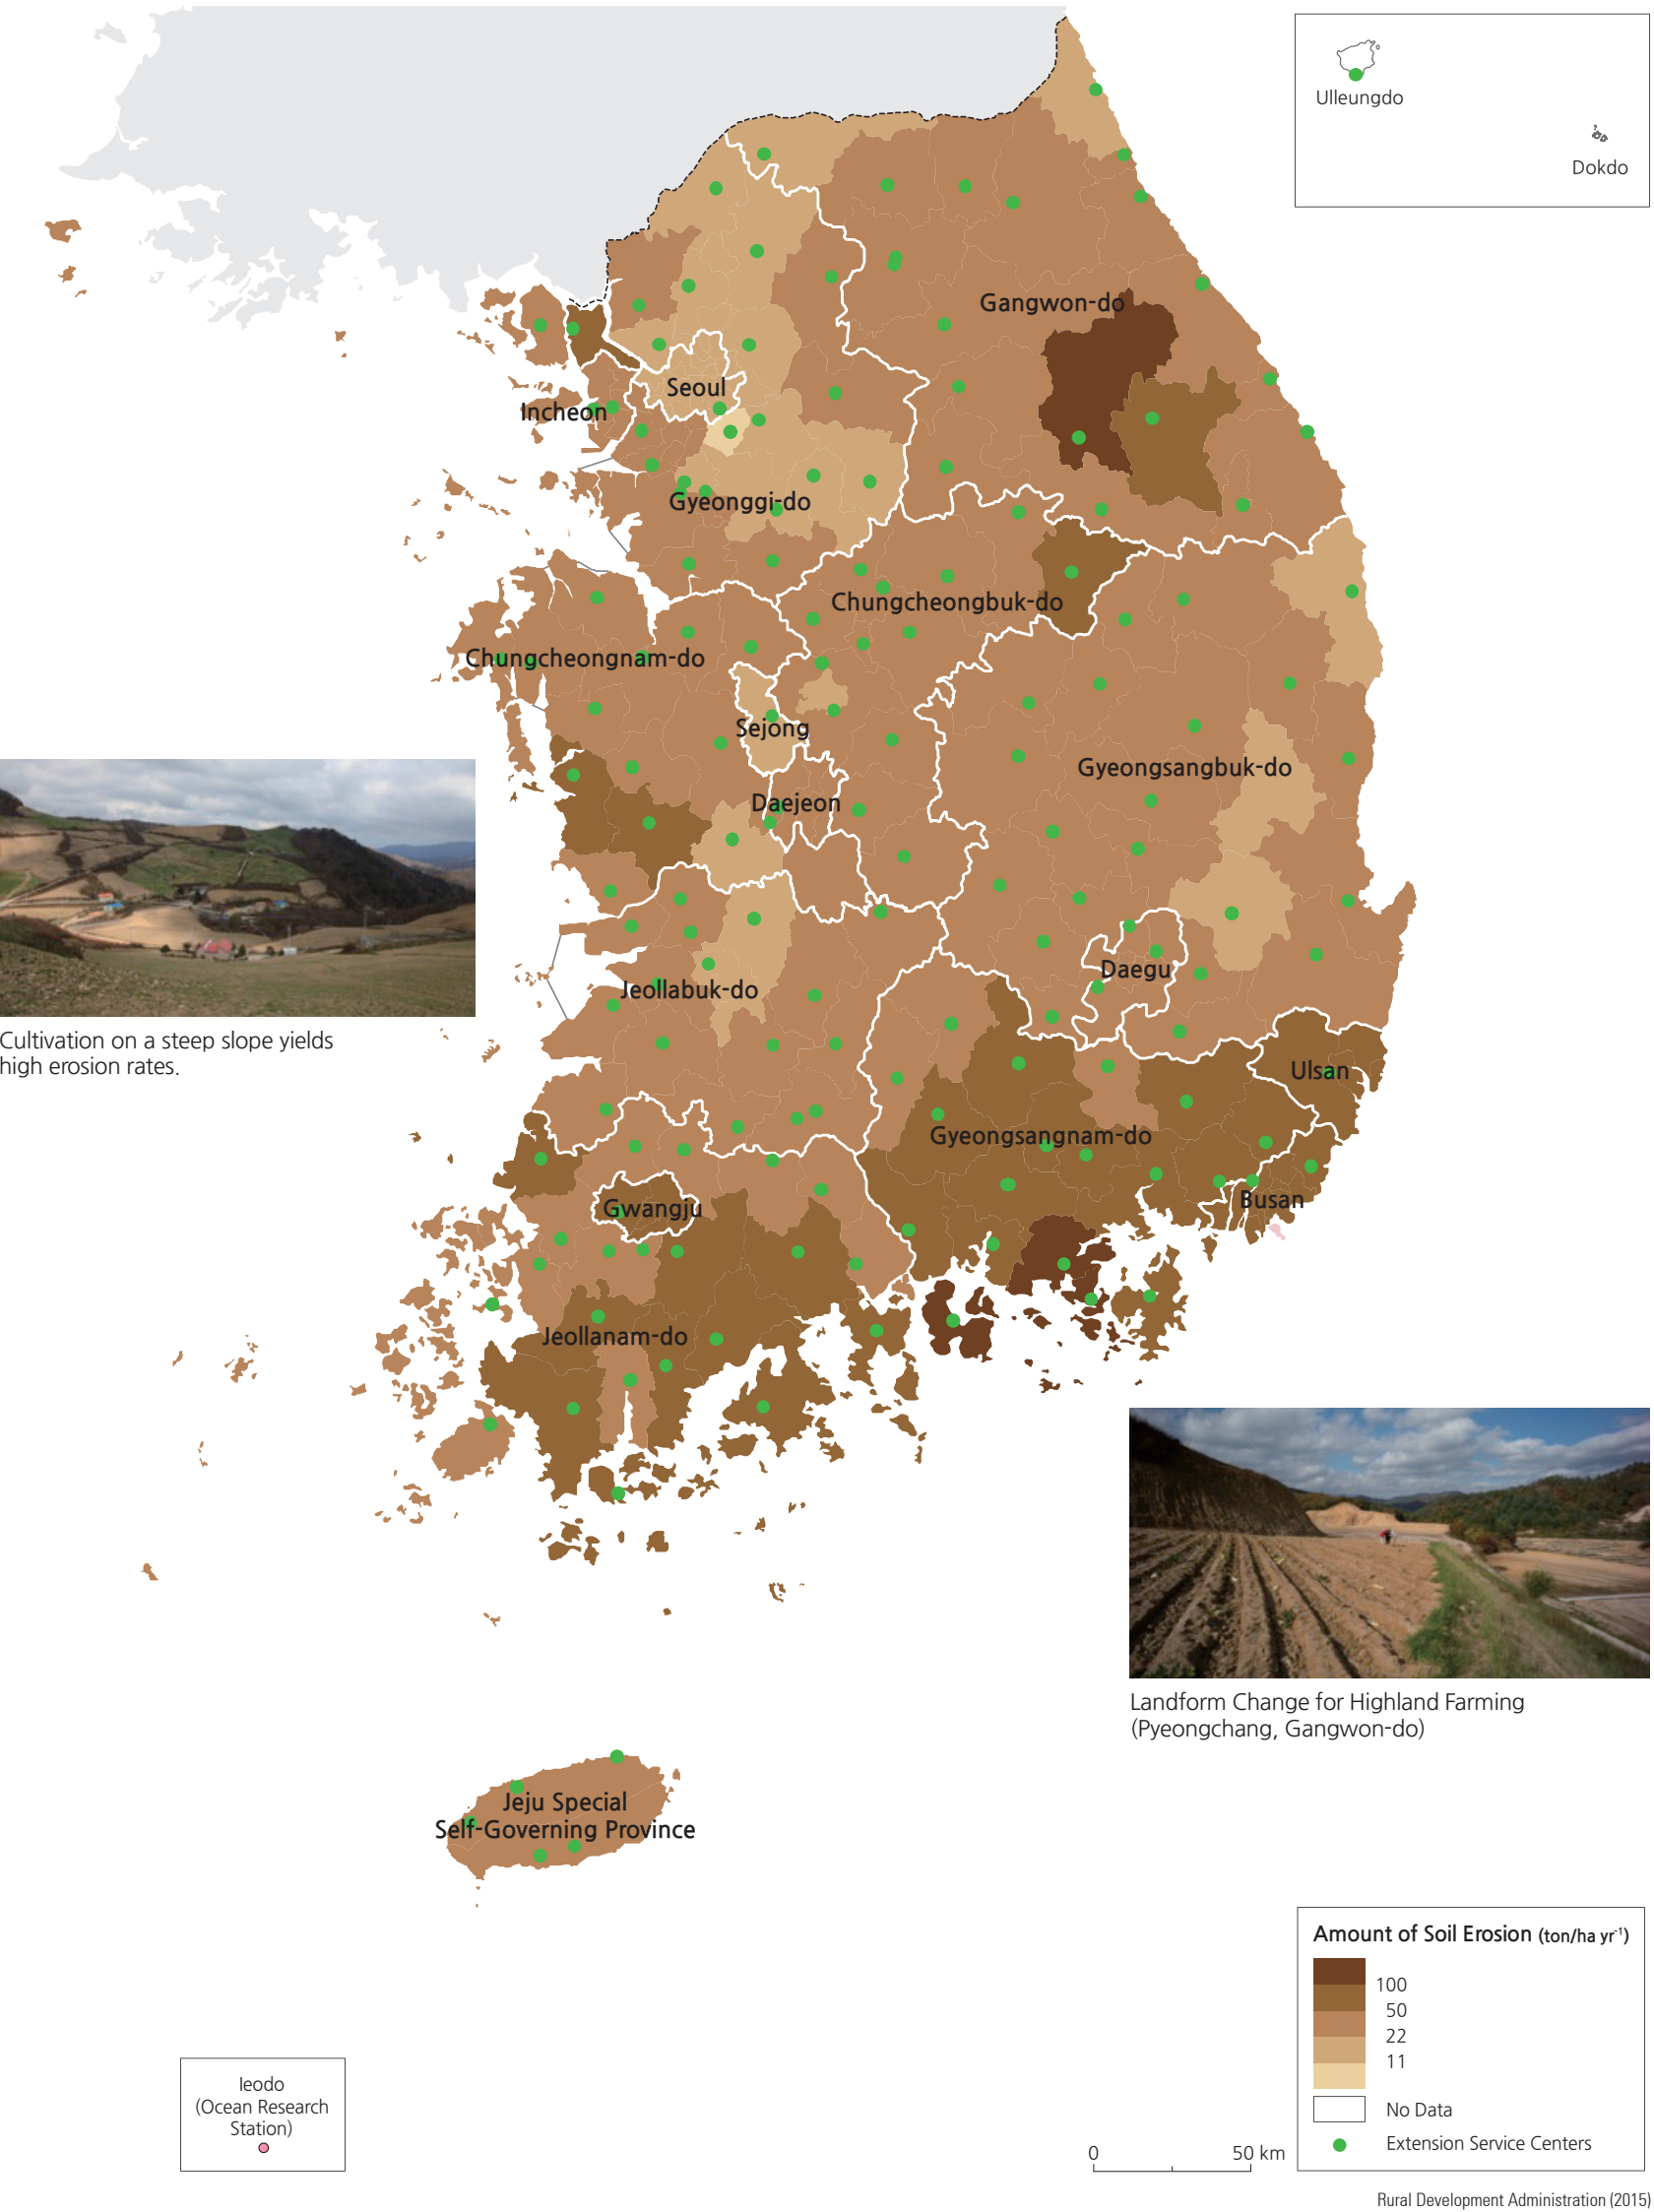 Ulleungdo
Dokdo
Gangwon-do
Seoul
Incheon
Gyeonggi-do
Chungcheongbuk-do
Chungcheongnam-do
Sejong
Gyeongsangbuk-do
Daejeon
Daegu
Jeollabuk-do
Cultivation on a steep slope yields
high erosion rates.
Ulsan
Gyeongsangnam-do
Busan
Gwangju
Jeollanam-do
Landform Change for Highland Farming
(Pyeongchang, Gangwon-do)
Jeju Special
Self-Governing Province
Amount of Soil Erosion (ton/ha yr⁻¹)
100
50
22
11
No Data
Extension Service Centers
Ieodo
(Ocean Research
Station)
0 50 km
Rural Development Administration (2015)